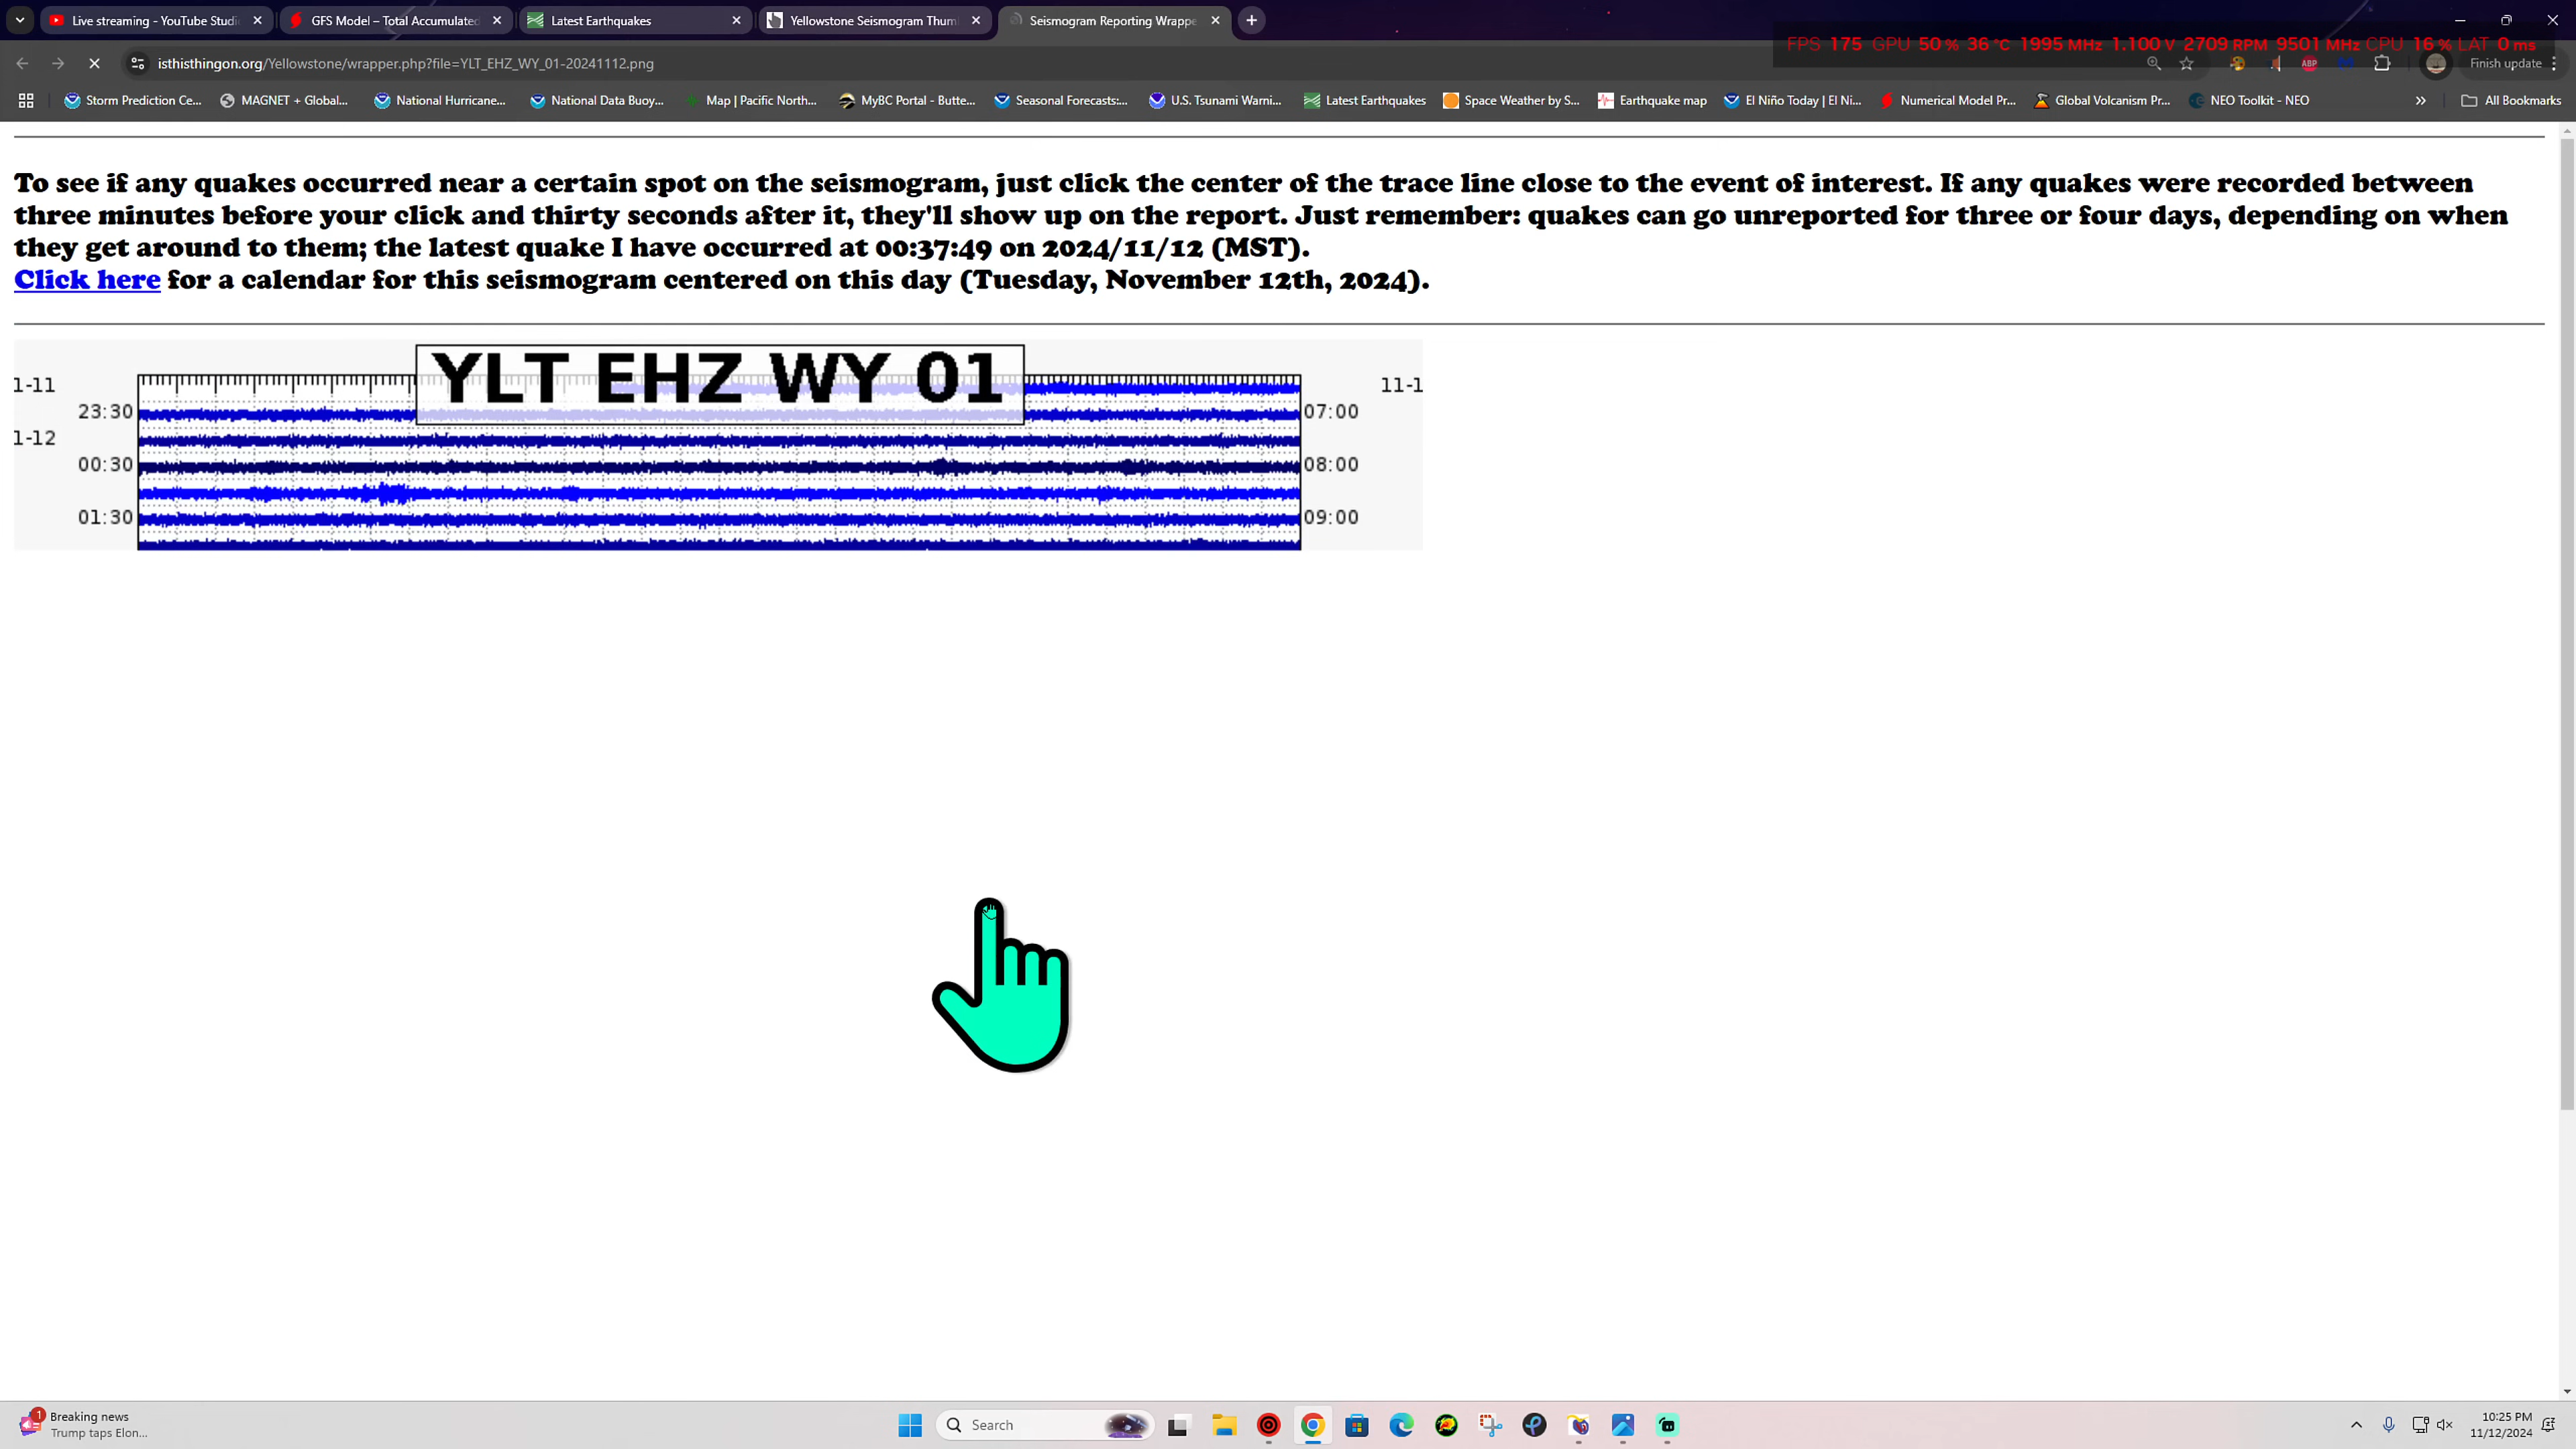 Live streaming - YouTube Studi
GFS Model – Total Accumulated
Latest Earthquakes
Yellowstone Seismogram Thum
Seismogram Reporting Wrappe
FPS 175 GPU 50 % 36 °C 1995 MHz 1.100 V 2709 RPM 9501 MHz CPU 16 % LAT 0 ms
isthisthingon.org/Yellowstone/wrapper.php?file=YLT_EHZ_WY_01-20241112.png
ABP
Finish update
Storm Prediction Ce...
MAGNET + Global...
National Hurricane...
National Data Buoy...
Map | Pacific North...
MyBC Portal - Butte...
Seasonal Forecasts:...
U.S. Tsunami Warni...
Latest Earthquakes
Space Weather by S...
Earthquake map
El Niño Today | El Ni...
Numerical Model Pr...
Global Volcanism Pr...
NEO Toolkit - NEO
All Bookmarks
To see if any quakes occurred near a certain spot on the seismogram, just click the center of the trace line close to the event of interest. If any quakes were recorded between
three minutes before your click and thirty seconds after it, they'll show up on the report. Just remember: quakes can go unreported for three or four days, depending on when
they get around to them; the latest quake I have occurred at 00:37:49 on 2024/11/12 (MST).
Click here for a calendar for this seismogram centered on this day (Tuesday, November 12th, 2024).
YLT EHZ WY 01
1-11
11-1
23:30
07:00
1-12
00:30
08:00
01:30
09:00
1
Breaking news
Trump taps Elon...
Search
10:25 PM
11/12/2024